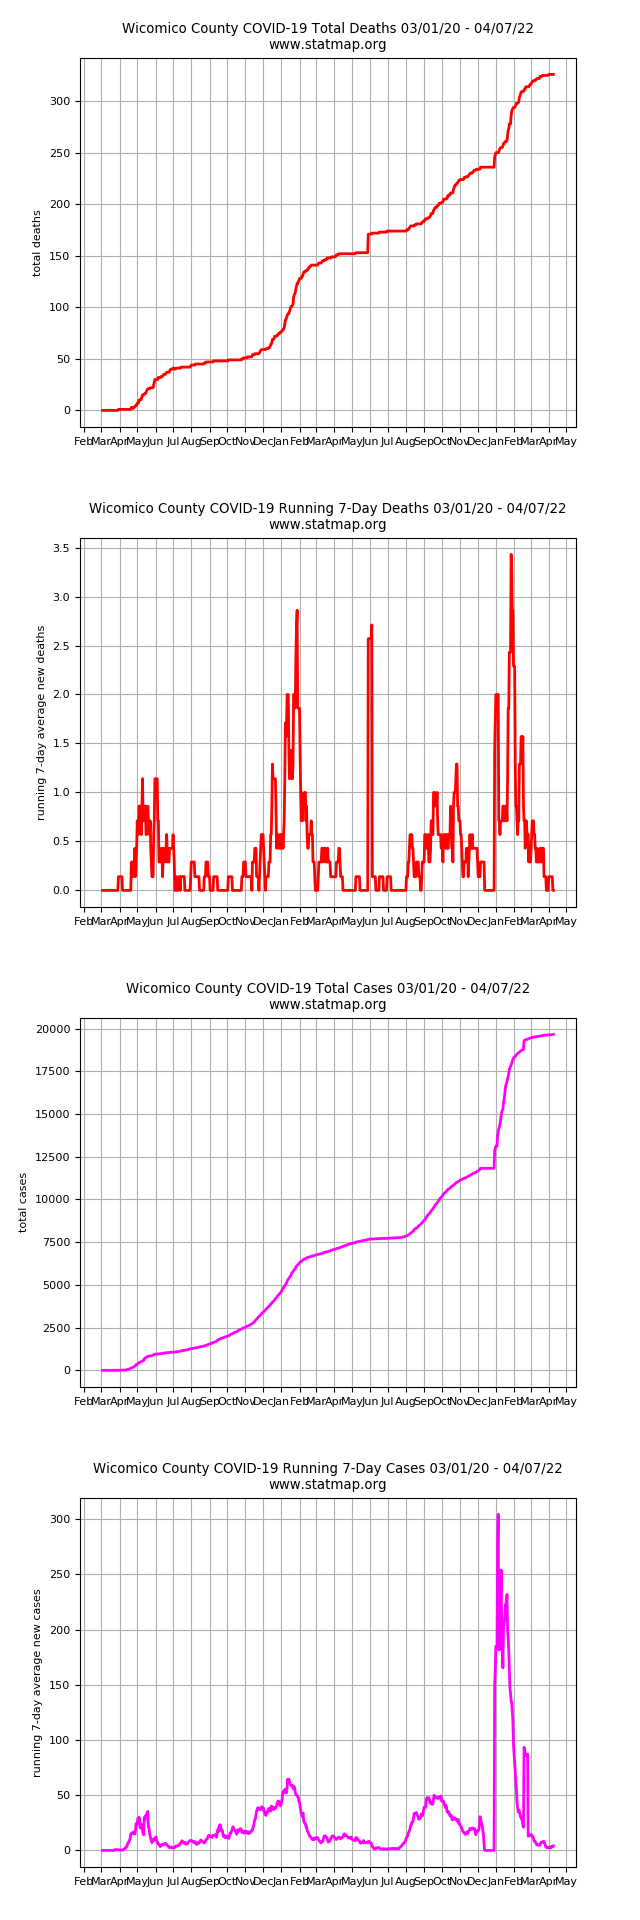 Wicomico County COVID-19 Total Deaths 03/01/20 - 04/07/22
www.statmap.org
300
250
200
150
100
50
0
total deaths
Feb Mar Apr May Jun Jul Aug Sep Oct Nov Dec Jan Feb Mar Apr May Jun Jul Aug Sep Oct Nov Dec Jan Feb Mar Apr May
Wicomico County COVID-19 Running 7-Day Deaths 03/01/20 - 04/07/22
www.statmap.org
3.5
3.0
2.5
2.0
1.5
1.0
0.5
0.0
running 7-day average new deaths
Feb Mar Apr May Jun Jul Aug Sep Oct Nov Dec Jan Feb Mar Apr May Jun Jul Aug Sep Oct Nov Dec Jan Feb Mar Apr May
Wicomico County COVID-19 Total Cases 03/01/20 - 04/07/22
www.statmap.org
20000
17500
15000
12500
10000
7500
5000
2500
0
total cases
Feb Mar Apr May Jun Jul Aug Sep Oct Nov Dec Jan Feb Mar Apr May Jun Jul Aug Sep Oct Nov Dec Jan Feb Mar Apr May
Wicomico County COVID-19 Running 7-Day Cases 03/01/20 - 04/07/22
www.statmap.org
300
250
200
150
100
50
0
running 7-day average new cases
Feb Mar Apr May Jun Jul Aug Sep Oct Nov Dec Jan Feb Mar Apr May Jun Jul Aug Sep Oct Nov Dec Jan Feb Mar Apr May